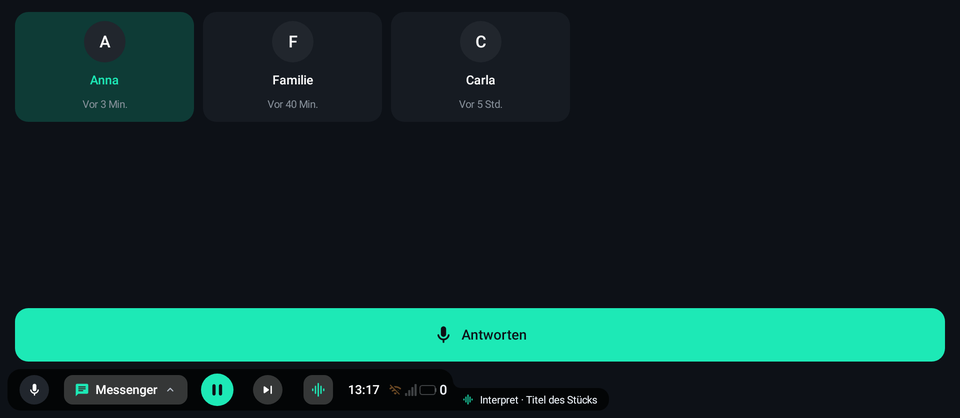 A
F
C
Anna
Familie
Carla
Vor 3 Min.
Vor 40 Min.
Vor 5 Std.
Antworten
Messenger
13:17
0
Interpret · Titel des Stücks